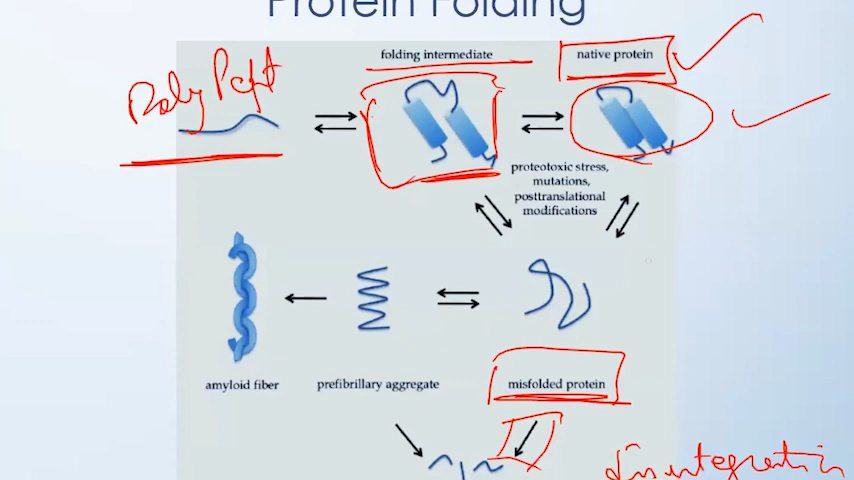 Protein Folding
folding intermediate
native protein
Poly Pept
proteotoxic stress,
mutations,
posttranslational
modifications
amyloid fiber
prefibrillary aggregate
misfolded protein